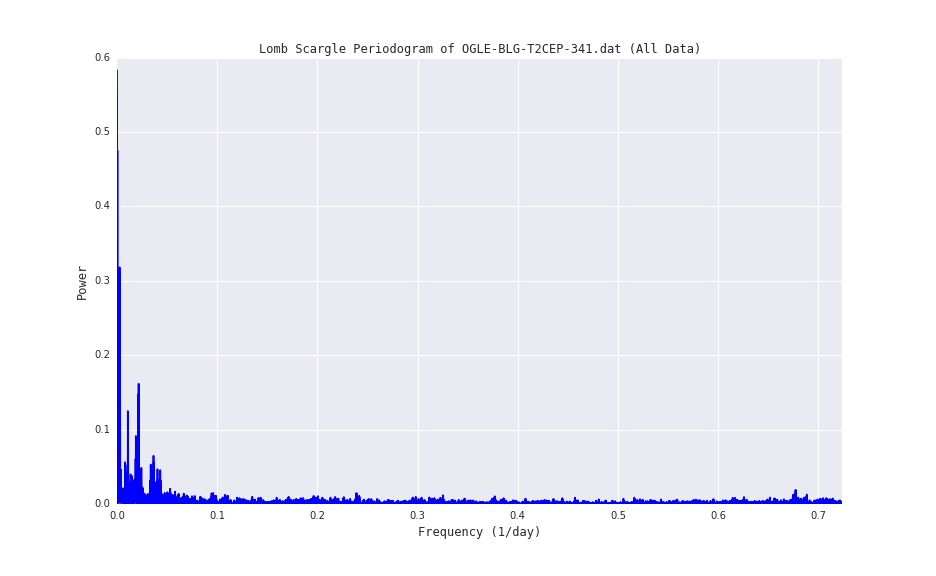 Lomb Scargle Periodogram of OGLE-BLG-T2CEP-341.dat (All Data)
0.6
0.5
0.4
0.3
0.2
0.1
0.0
Power
0.0 0.1 0.2 0.3 0.4 0.5 0.6 0.7
Frequency (1/day)